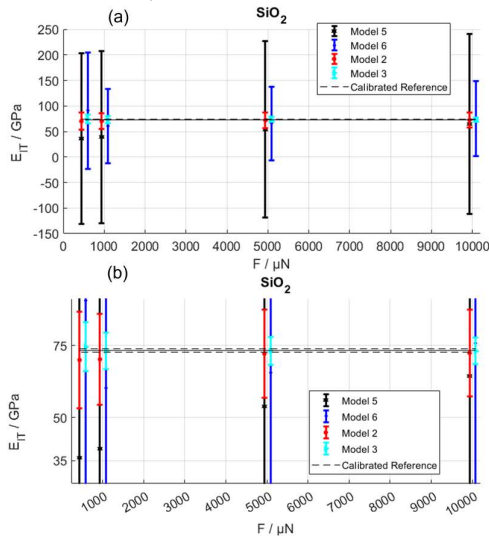 (a)
SiO2
250
200
150
100
50
0
-50
-100
-150
EIT / GPa
Model 5
Model 6
Model 2
Model 3
Calibrated Reference
0 1000 2000 3000 4000 5000 6000 7000 8000 9000 10000
F / µN
(b)
SiO2
75
50
35
EIT / GPa
Model 5
Model 6
Model 2
Model 3
Calibrated Reference
1000 2000 3000 4000 5000 6000 7000 8000 9000 10000
F / µN